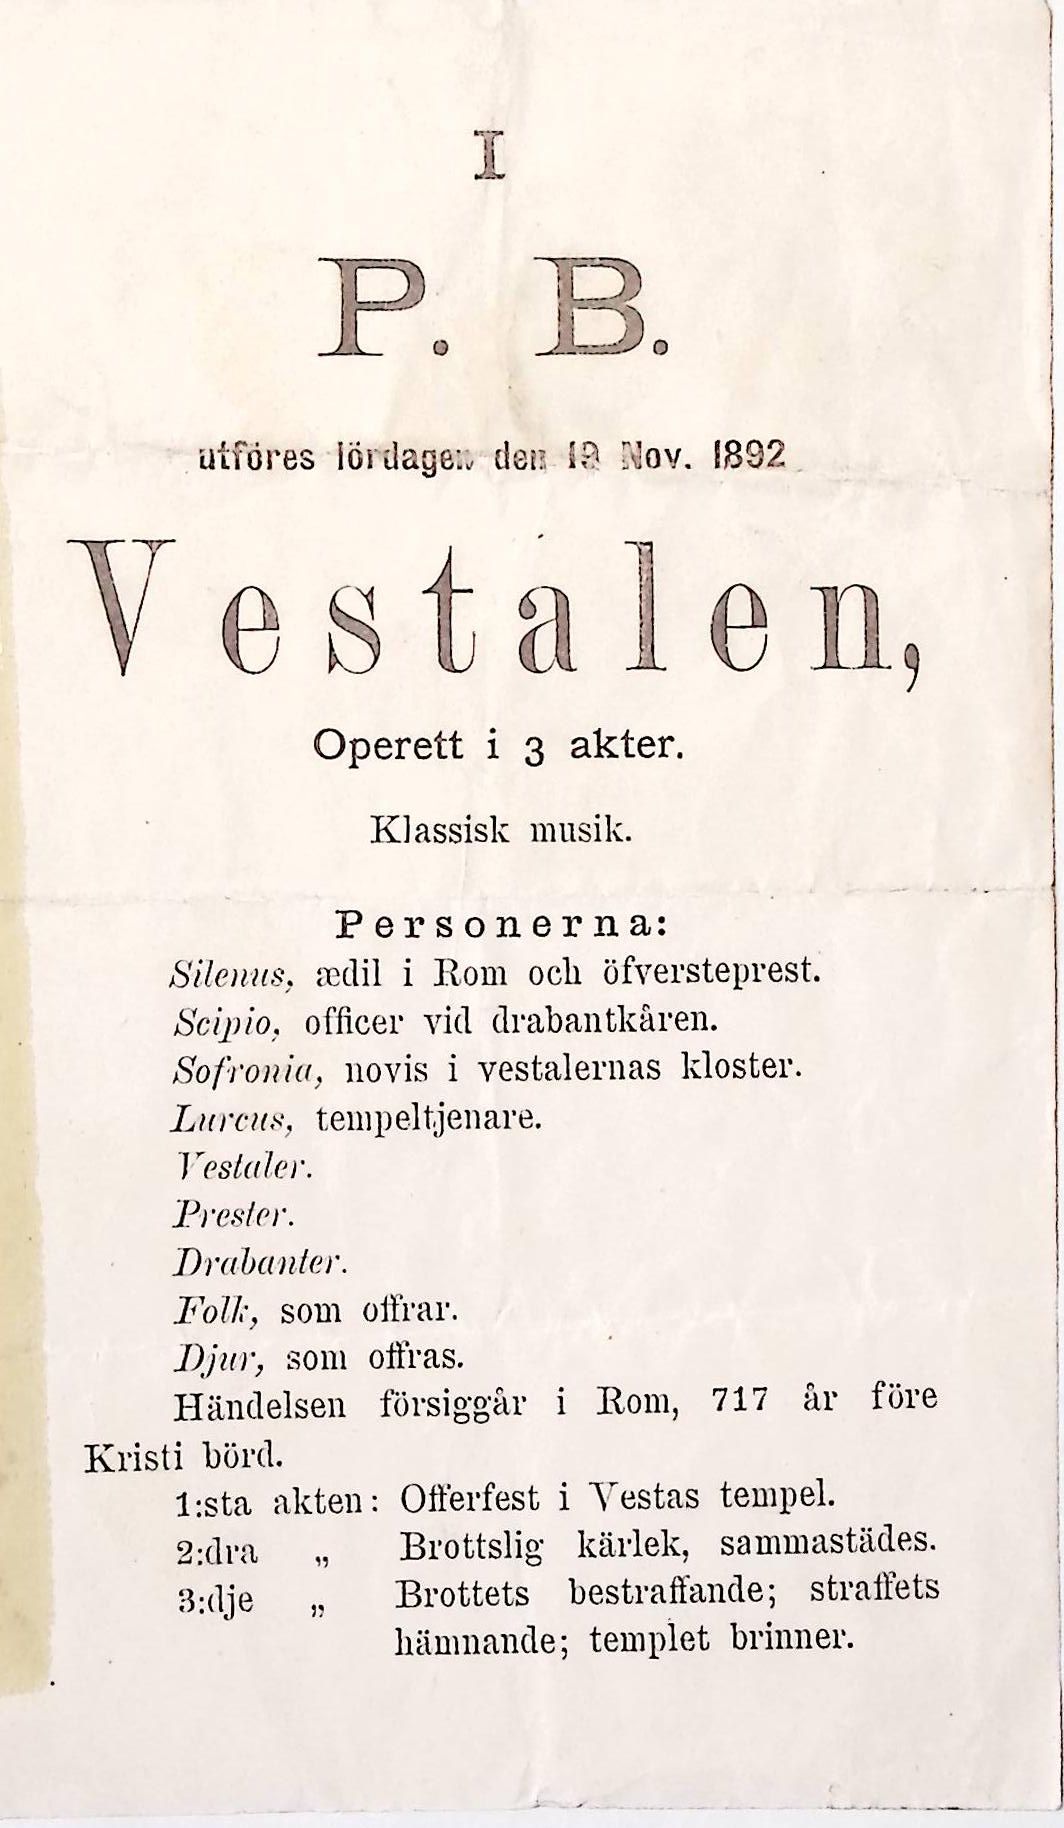 I
P. B.
utföres lördagen den 19 Nov. 1892
Vestalen,
Operett i 3 akter.
Klassisk musik.
Personerna:
Silenus, ædil i Rom och öfversteprest.
Scipio, officer vid drabantkåren.
Sofronia, novis i vestalernas kloster.
Lurcus, tempeltjenare.
Vestaler.
Prester.
Drabanter.
Folk, som offrar.
Djur, som offras.
Händelsen försiggår i Rom, 717 år före
Kristi börd.
1:sta akten: Offerfest i Vestas tempel.
2:dra „ Brottslig kärlek, sammastädes.
3:dje „ Brottets bestraffande; straffets
hämnande; templet brinner.